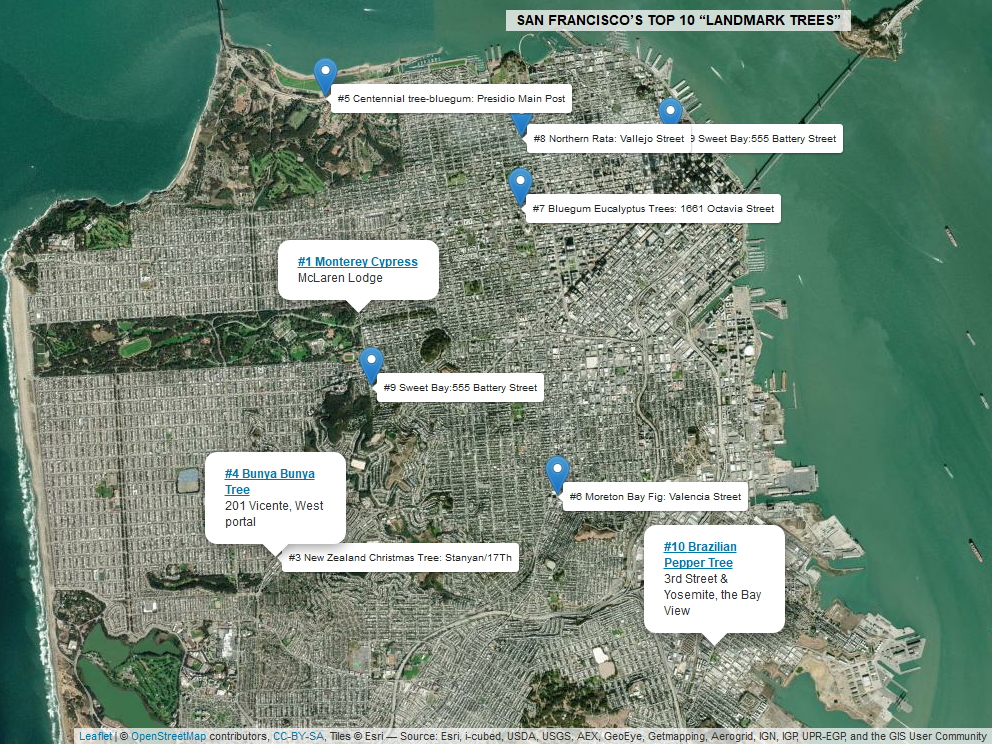 SAN FRANCISCO’S TOP 10 “LANDMARK TREES”
#5 Centennial tree-bluegum: Presidio Main Post
#8 Northern Rata: Vallejo Street
9 Sweet Bay:555 Battery Street
#7 Bluegum Eucalyptus Trees: 1661 Octavia Street
#1 Monterey Cypress
McLaren Lodge
#9 Sweet Bay:555 Battery Street
#4 Bunya Bunya
Tree
201 Vicente, West
portal
#6 Moreton Bay Fig: Valencia Street
#3 New Zealand Christmas Tree: Stanyan/17Th
#10 Brazilian
Pepper Tree
3rd Street &
Yosemite, the Bay
View
Leaflet | © OpenStreetMap contributors, CC-BY-SA, Tiles © Esri — Source: Esri, i-cubed, USDA, USGS, AEX, GeoEye, Getmapping, Aerogrid, IGN, IGP, UPR-EGP, and the GIS User Community